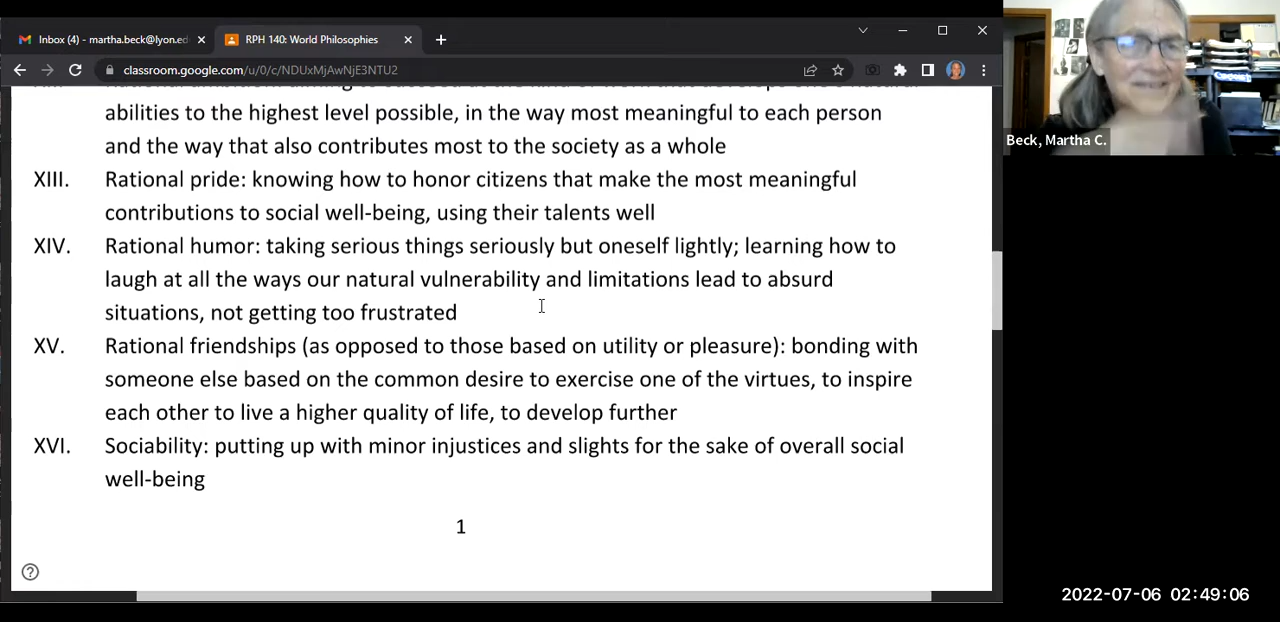 Inbox (4) - martha.beck@lyon.ed
RPH 140: World Philosophies
classroom.google.com/u/0/c/NDUxMjAwNjE3NTU2
abilities to the highest level possible, in the way most meaningful to each person
and the way that also contributes most to the society as a whole
XIII. Rational pride: knowing how to honor citizens that make the most meaningful
contributions to social well-being, using their talents well
XIV. Rational humor: taking serious things seriously but oneself lightly; learning how to
laugh at all the ways our natural vulnerability and limitations lead to absurd
situations, not getting too frustrated
XV. Rational friendships (as opposed to those based on utility or pleasure): bonding with
someone else based on the common desire to exercise one of the virtues, to inspire
each other to live a higher quality of life, to develop further
XVI. Sociability: putting up with minor injustices and slights for the sake of overall social
well-being
1
Beck, Martha C.
2022-07-06 02:49:06